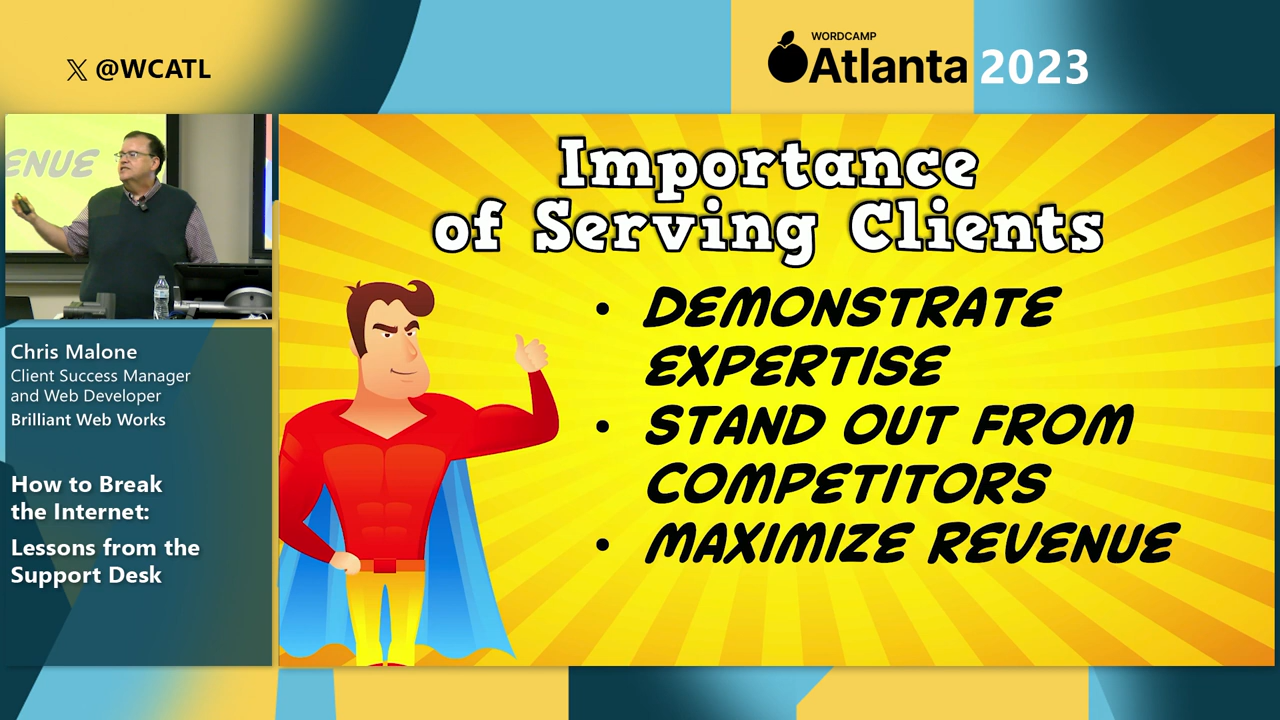 𝕏 @WCATL
WORDCAMP
Atlanta 2023
ENUE
Chris Malone
Client Success Manager
and Web Developer
Brilliant Web Works
How to Break
the Internet:
Lessons from the
Support Desk
Importance
of Serving Clients
• DEMONSTRATE
EXPERTISE
• STAND OUT FROM
COMPETITORS
• MAXIMIZE REVENUE